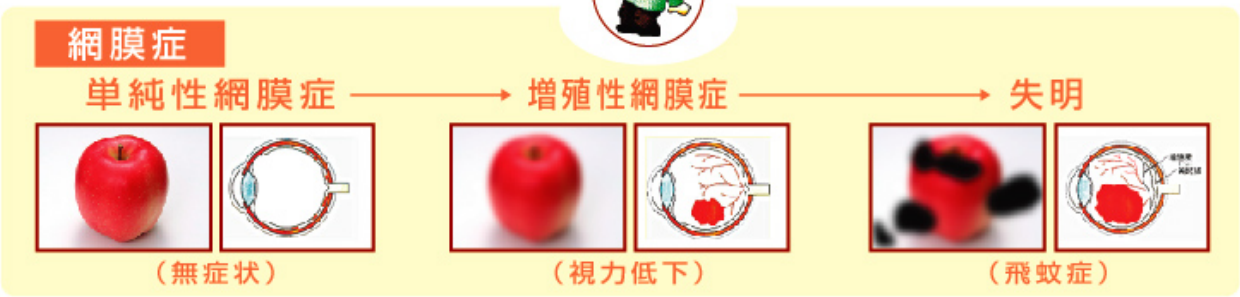 網膜症
単純性網膜症 → 増殖性網膜症 → 失明
（無症状） （視力低下） （飛蚊症）